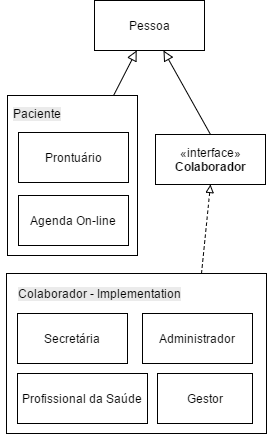 Pessoa
Paciente
Prontuário
Agenda On-line
«interface»
Colaborador
Colaborador - Implementation
Secretária
Administrador
Profissional da Saúde
Gestor